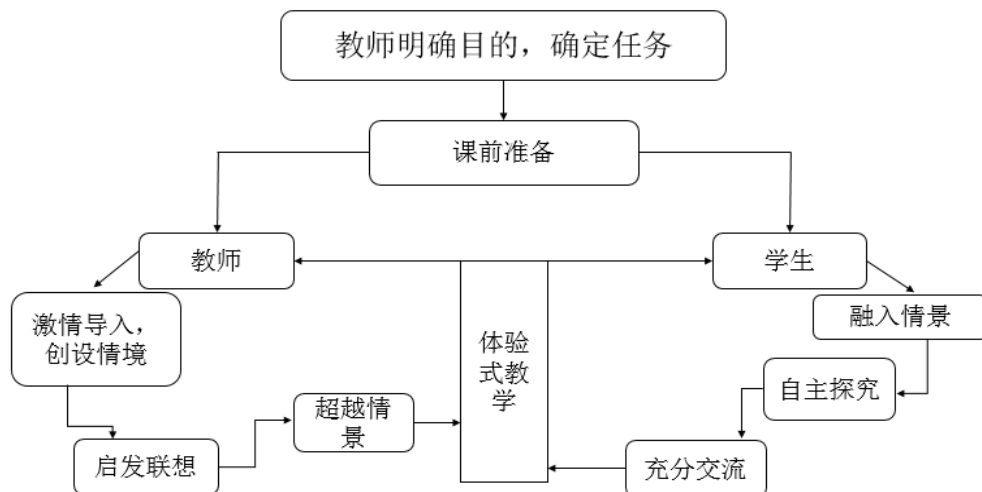 教师明确目的，确定任务
课前准备
教师
学生
激情导入，
创设情境
融入情景
体验
式教
学
自主探究
超越情
景
启发联想
充分交流